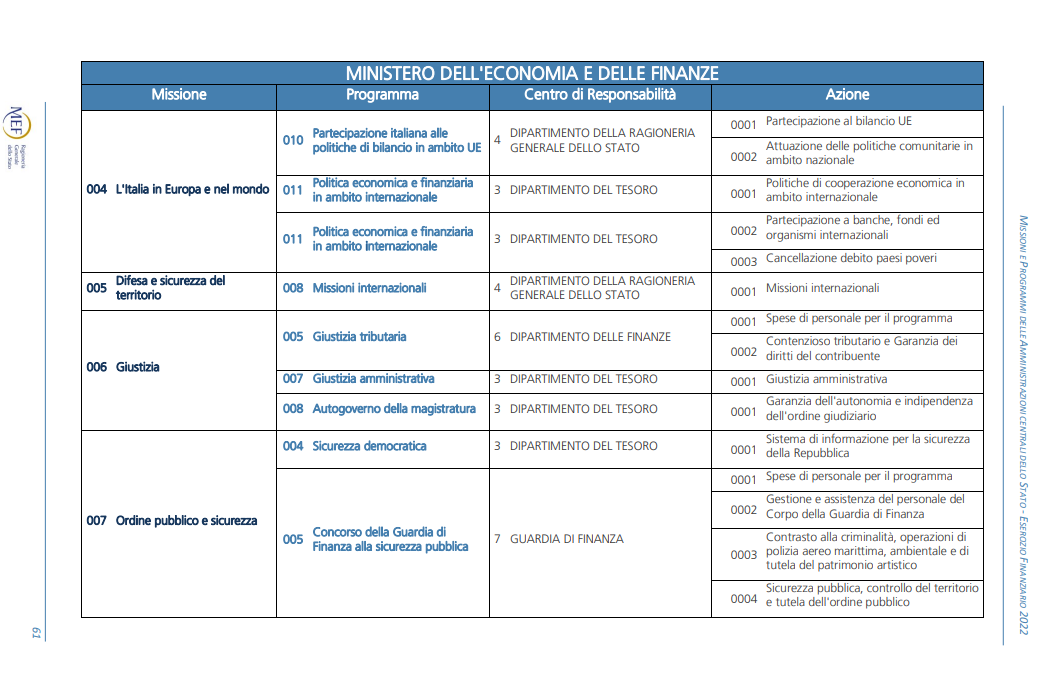 MINISTERO DELL'ECONOMIA E DELLE FINANZE
Missione Programma Centro di Responsabilità Azione
004 L'Italia in Europa e nel mondo
010 Partecipazione italiana alle
politiche di bilancio in ambito UE
4 DIPARTIMENTO DELLA RAGIONERIA
GENERALE DELLO STATO
0001 Partecipazione al bilancio UE
0002 Attuazione delle politiche comunitarie in
ambito nazionale
011 Politica economica e finanziaria
in ambito internazionale
3 DIPARTIMENTO DEL TESORO
0001 Politiche di cooperazione economica in
ambito internazionale
011 Politica economica e finanziaria
in ambito internazionale
3 DIPARTIMENTO DEL TESORO
0002 Partecipazione a banche, fondi ed
organismi internazionali
0003 Cancellazione debito paesi poveri
005 Difesa e sicurezza del
territorio
008 Missioni internazionali
4 DIPARTIMENTO DELLA RAGIONERIA
GENERALE DELLO STATO
0001 Missioni internazionali
006 Giustizia
005 Giustizia tributaria
6 DIPARTIMENTO DELLE FINANZE
0001 Spese di personale per il programma
0002 Contenzioso tributario e Garanzia dei
diritti del contribuente
007 Giustizia amministrativa
3 DIPARTIMENTO DEL TESORO
0001 Giustizia amministrativa
008 Autogoverno della magistratura
3 DIPARTIMENTO DEL TESORO
0001 Garanzia dell'autonomia e indipendenza
dell'ordine giudiziario
007 Ordine pubblico e sicurezza
004 Sicurezza democratica
3 DIPARTIMENTO DEL TESORO
0001 Sistema di informazione per la sicurezza
della Repubblica
005 Concorso della Guardia di
Finanza alla sicurezza pubblica
7 GUARDIA DI FINANZA
0001 Spese di personale per il programma
0002 Gestione e assistenza del personale del
Corpo della Guardia di Finanza
0003 Contrasto alla criminalità, operazioni di
polizia aereo marittima, ambientale e di
tutela del patrimonio artistico
0004 Sicurezza pubblica, controllo del territorio
e tutela dell'ordine pubblico
MEF
Ragioneria
Generale
dello Stato
61
MISSIONI E PROGRAMMI DELLE AMMINISTRAZIONI CENTRALI DELLO STATO - ESERCIZIO FINANZIARIO 2022